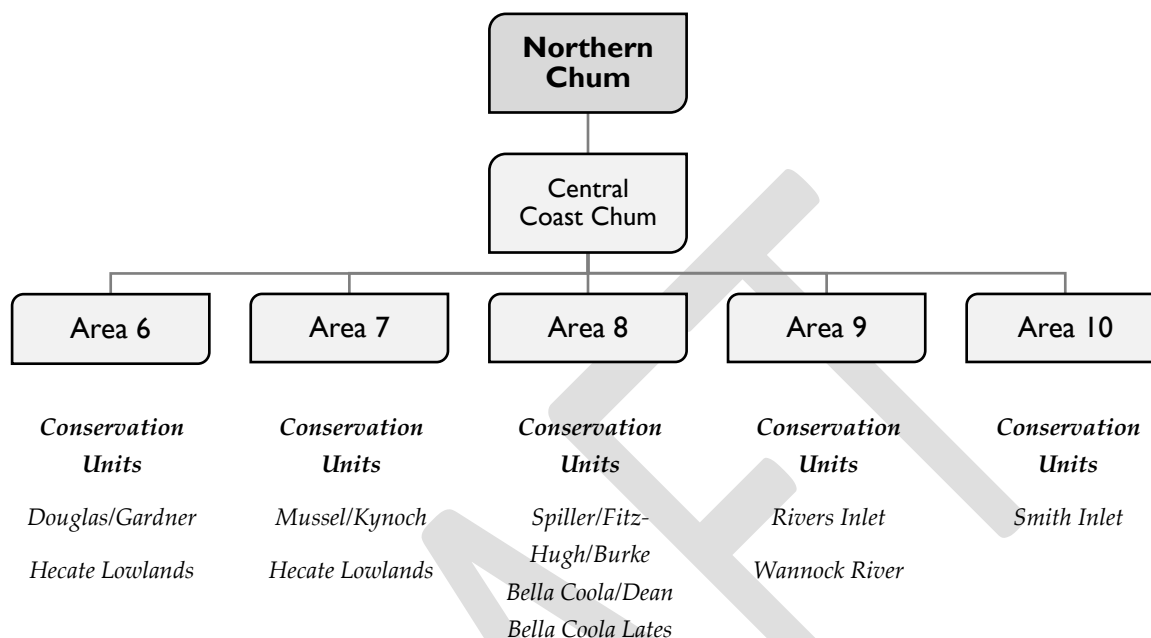 Northern
Chum
Central
Coast Chum
Area 6
Area 7
Area 8
Area 9
Area 10
Conservation
Units
Douglas/Gardner
Hecate Lowlands
Conservation
Units
Mussel/Kynoch
Hecate Lowlands
Conservation
Units
Spiller/Fitz-
Hugh/Burke
Bella Coola/Dean
Bella Coola Lates
Conservation
Units
Rivers Inlet
Wannock River
Conservation
Units
Smith Inlet